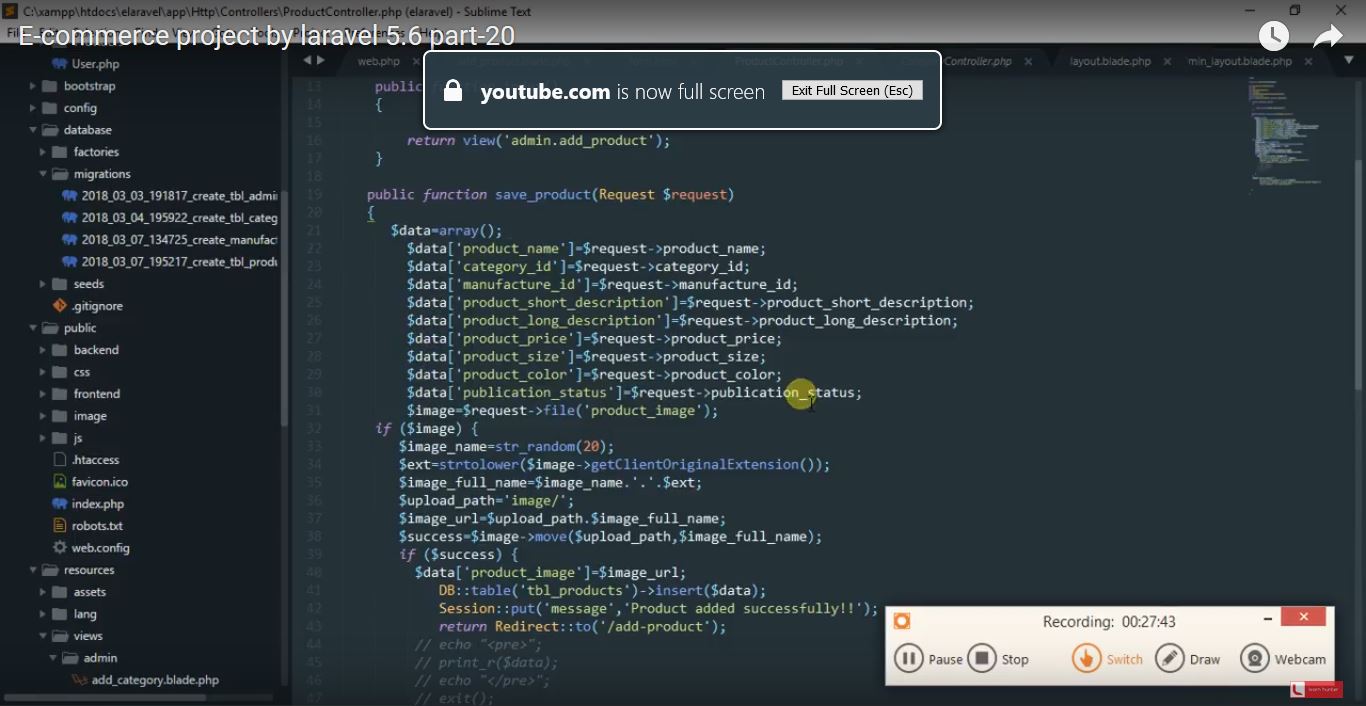 C:\xampp\htdocs\elaravel\app\Http\Controllers\ProductController.php (elaravel) - Sublime Text
E-commerce project by laravel 5.6 part-20
User.php
bootstrap
config
database
factories
migrations
2018_03_03_191817_create_tbl_admi
2018_03_04_195922_create_tbl_categ
2018_03_07_134725_create_manufac
2018_03_07_195217_create_tbl_produ
seeds
.gitignore
public
backend
css
frontend
image
js
.htaccess
favicon.ico
index.php
robots.txt
web.config
resources
assets
lang
views
admin
add_category.blade.php
web.php
Controller.php
layout.blade.php
min_layout.blade.php
youtube.com is now full screen
Exit Full Screen (Esc)
13 public
14 {
15
16 return view('admin.add_product');
17 }
18
19 public function save_product(Request $request)
20 {
21 $data=array();
22 $data['product_name']=$request->product_name;
23 $data['category_id']=$request->category_id;
24 $data['manufacture_id']=$request->manufacture_id;
25 $data['product_short_description']=$request->product_short_description;
26 $data['product_long_description']=$request->product_long_description;
27 $data['product_price']=$request->product_price;
28 $data['product_size']=$request->product_size;
29 $data['product_color']=$request->product_color;
30 $data['publication_status']=$request->publication_status;
31 $image=$request->file('product_image');
32 if ($image) {
33 $image_name=str_random(20);
34 $ext=strtolower($image->getClientOriginalExtension());
35 $image_full_name=$image_name.'.'.$ext;
36 $upload_path='image/';
37 $image_url=$upload_path.$image_full_name;
38 $success=$image->move($upload_path,$image_full_name);
39 if ($success) {
40 $data['product_image']=$image_url;
41 DB::table('tbl_products')->insert($data);
42 Session::put('message','Product added successfully!!');
43 return Redirect::to('/add-product');
44 // echo "<pre>";
45 // print_r($data);
46 // echo "</pre>";
47 // exit();
Recording: 00:27:43
Pause
Stop
Switch
Draw
Webcam